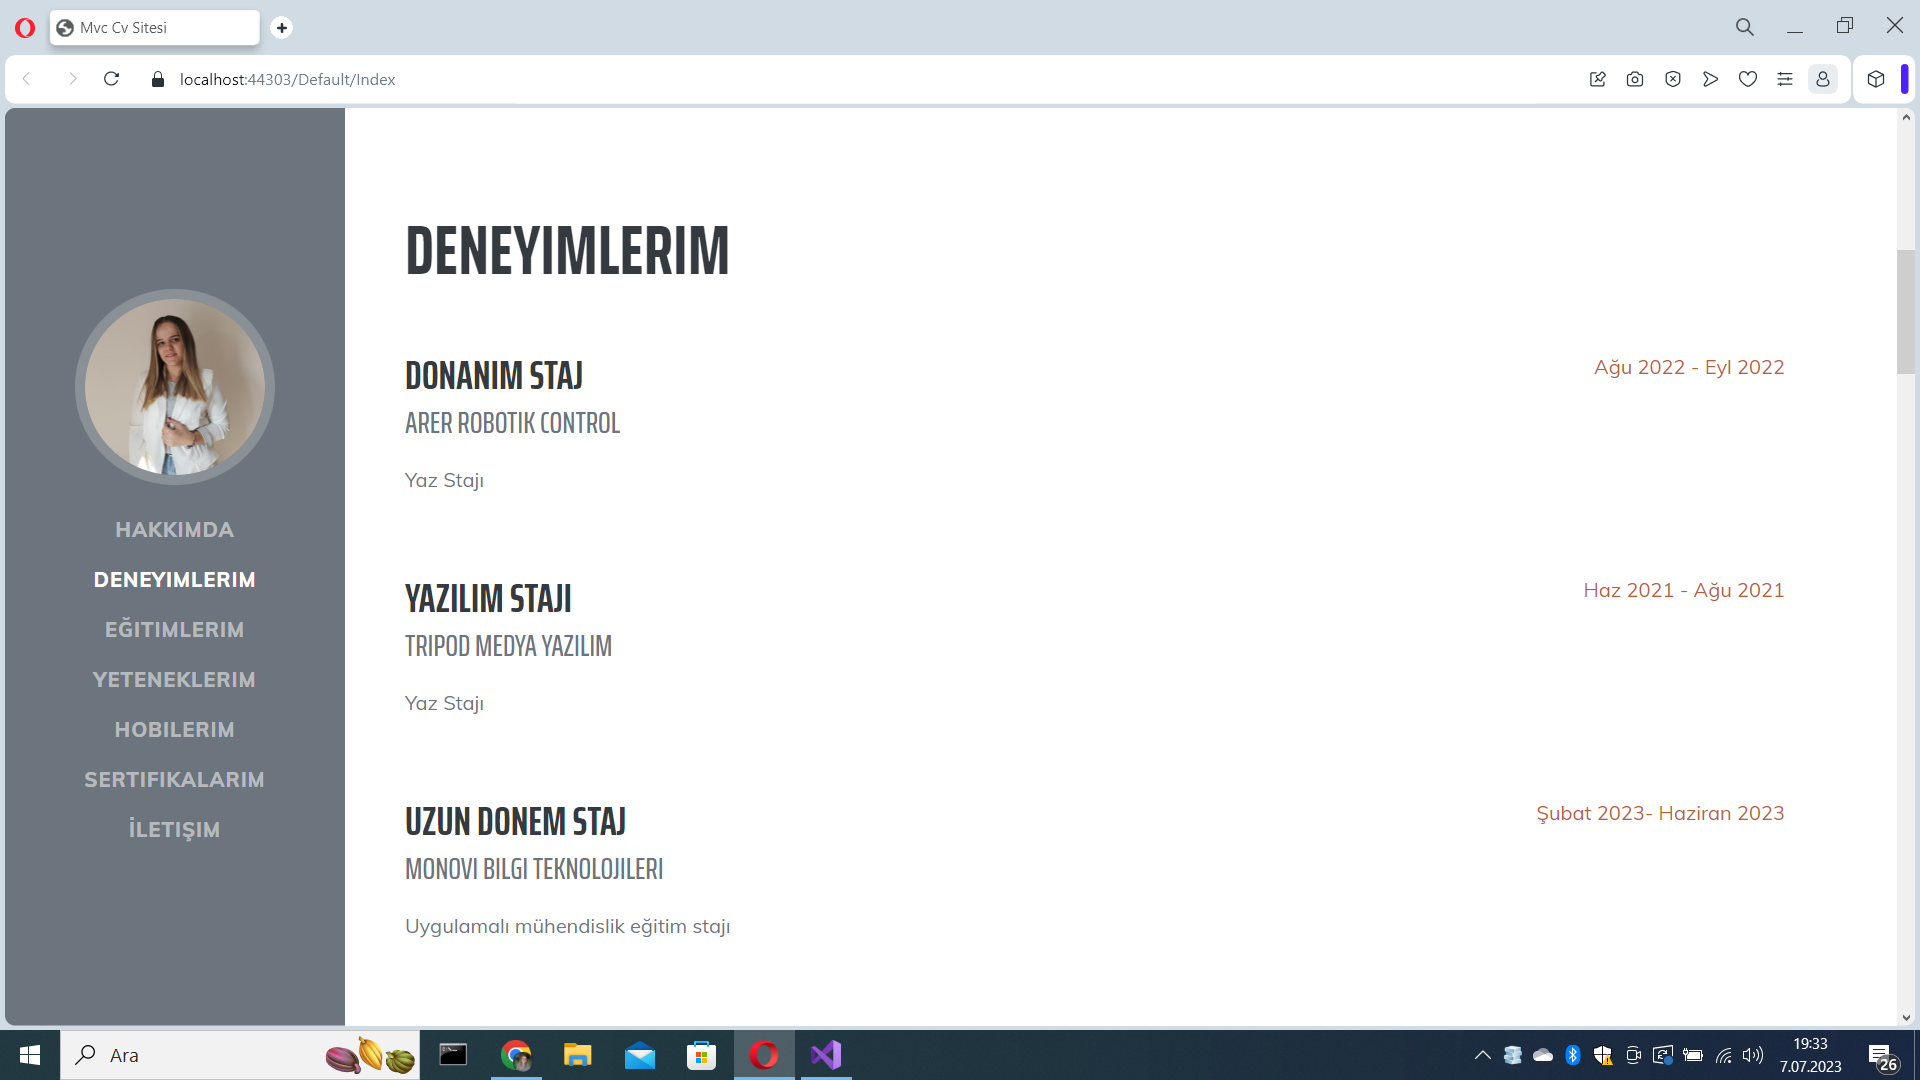 Mvc Cv Sitesi
localhost:44303/Default/Index
HAKKIMDA
DENEYIMLERIM
EĞITIMLERIM
YETENEKLERIM
HOBILERIM
SERTIFIKALARIM
İLETIŞIM
DENEYIMLERIM
DONANIM STAJ
Ağu 2022 - Eyl 2022
ARER ROBOTIK CONTROL
Yaz Stajı
YAZILIM STAJI
Haz 2021 - Ağu 2021
TRIPOD MEDYA YAZILIM
Yaz Stajı
UZUN DONEM STAJ
Şubat 2023- Haziran 2023
MONOVI BILGI TEKNOLOJILERI
Uygulamalı mühendislik eğitim stajı
Ara
19:33
7.07.2023
26